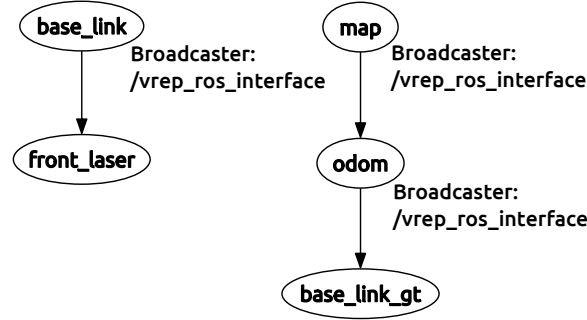 base_link
Broadcaster:
/vrep_ros_interface
front_laser
map
Broadcaster:
/vrep_ros_interface
odom
Broadcaster:
/vrep_ros_interface
base_link_gt